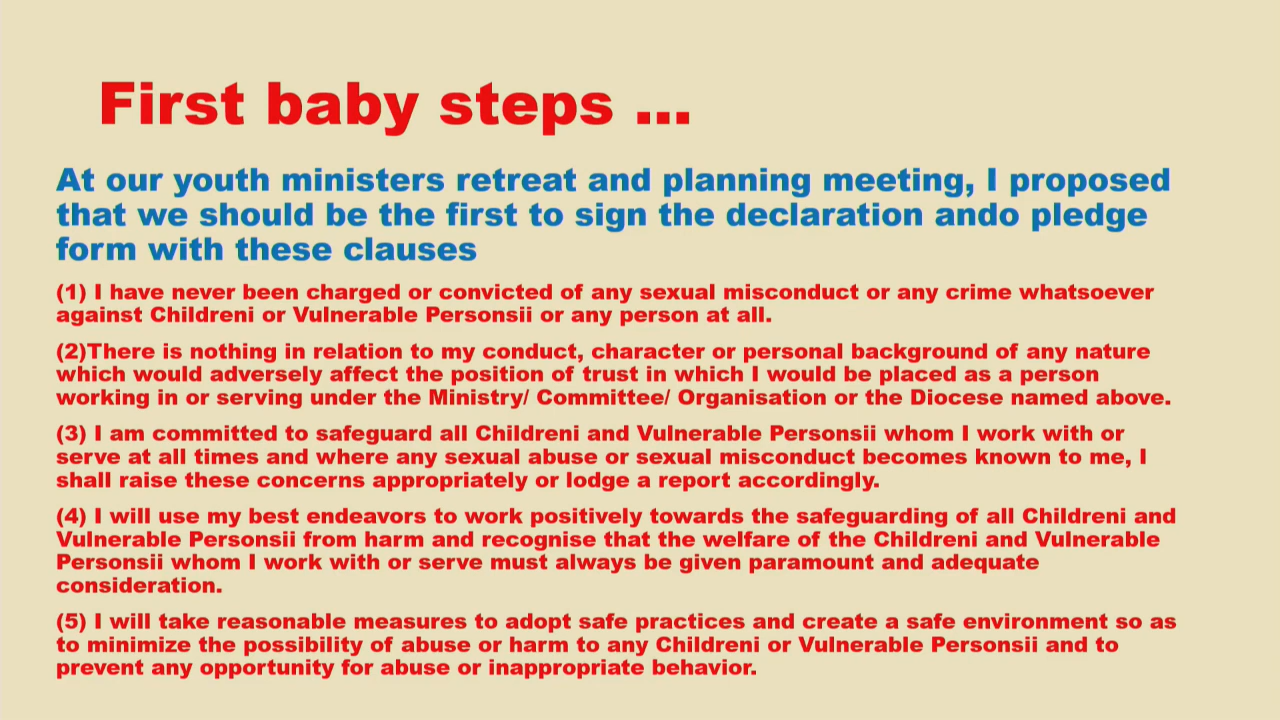 First baby steps ...
At our youth ministers retreat and planning meeting, I proposed
that we should be the first to sign the declaration ando pledge
form with these clauses
(1) I have never been charged or convicted of any sexual misconduct or any crime whatsoever
against Childreni or Vulnerable Personsii or any person at all.
(2)There is nothing in relation to my conduct, character or personal background of any nature
which would adversely affect the position of trust in which I would be placed as a person
working in or serving under the Ministry/ Committee/ Organisation or the Diocese named above.
(3) I am committed to safeguard all Childreni and Vulnerable Personsii whom I work with or
serve at all times and where any sexual abuse or sexual misconduct becomes known to me, I
shall raise these concerns appropriately or lodge a report accordingly.
(4) I will use my best endeavors to work positively towards the safeguarding of all Childreni and
Vulnerable Personsii from harm and recognise that the welfare of the Childreni and Vulnerable
Personsii whom I work with or serve must always be given paramount and adequate
consideration.
(5) I will take reasonable measures to adopt safe practices and create a safe environment so as
to minimize the possibility of abuse or harm to any Childreni or Vulnerable Personsii and to
prevent any opportunity for abuse or inappropriate behavior.